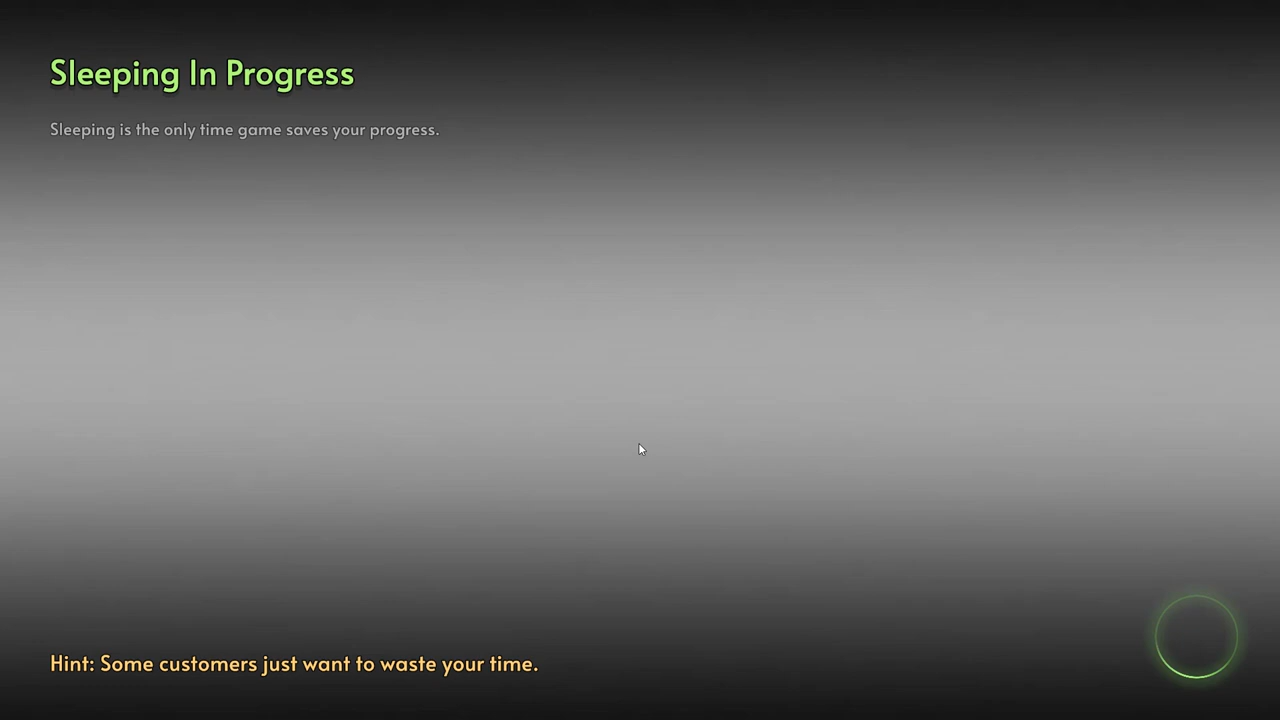 Sleeping In Progress
Sleeping is the only time game saves your progress.
Hint: Some customers just want to waste your time.